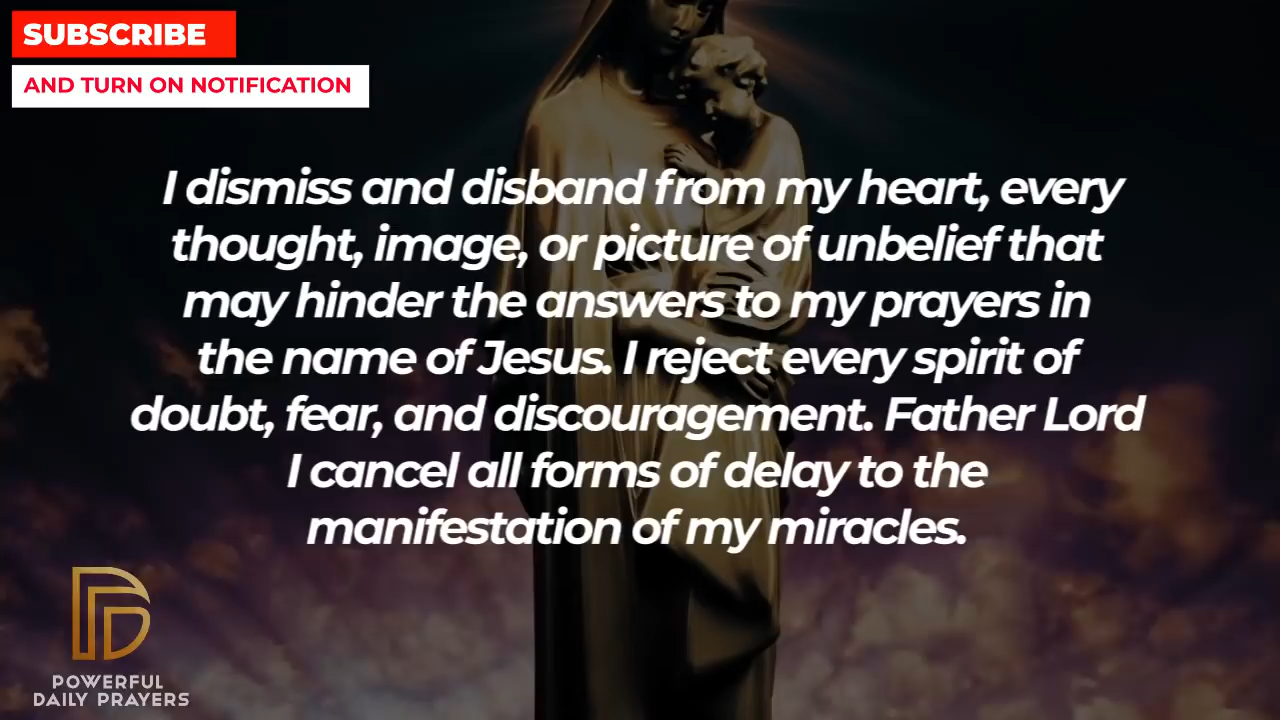 SUBSCRIBE
AND TURN ON NOTIFICATION
I dismiss and disband from my heart, every
thought, image, or picture of unbelief that
may hinder the answers to my prayers in
the name of Jesus. I reject every spirit of
doubt, fear, and discouragement. Father Lord
I cancel all forms of delay to the
manifestation of my miracles.
POWERFUL
DAILY PRAYERS